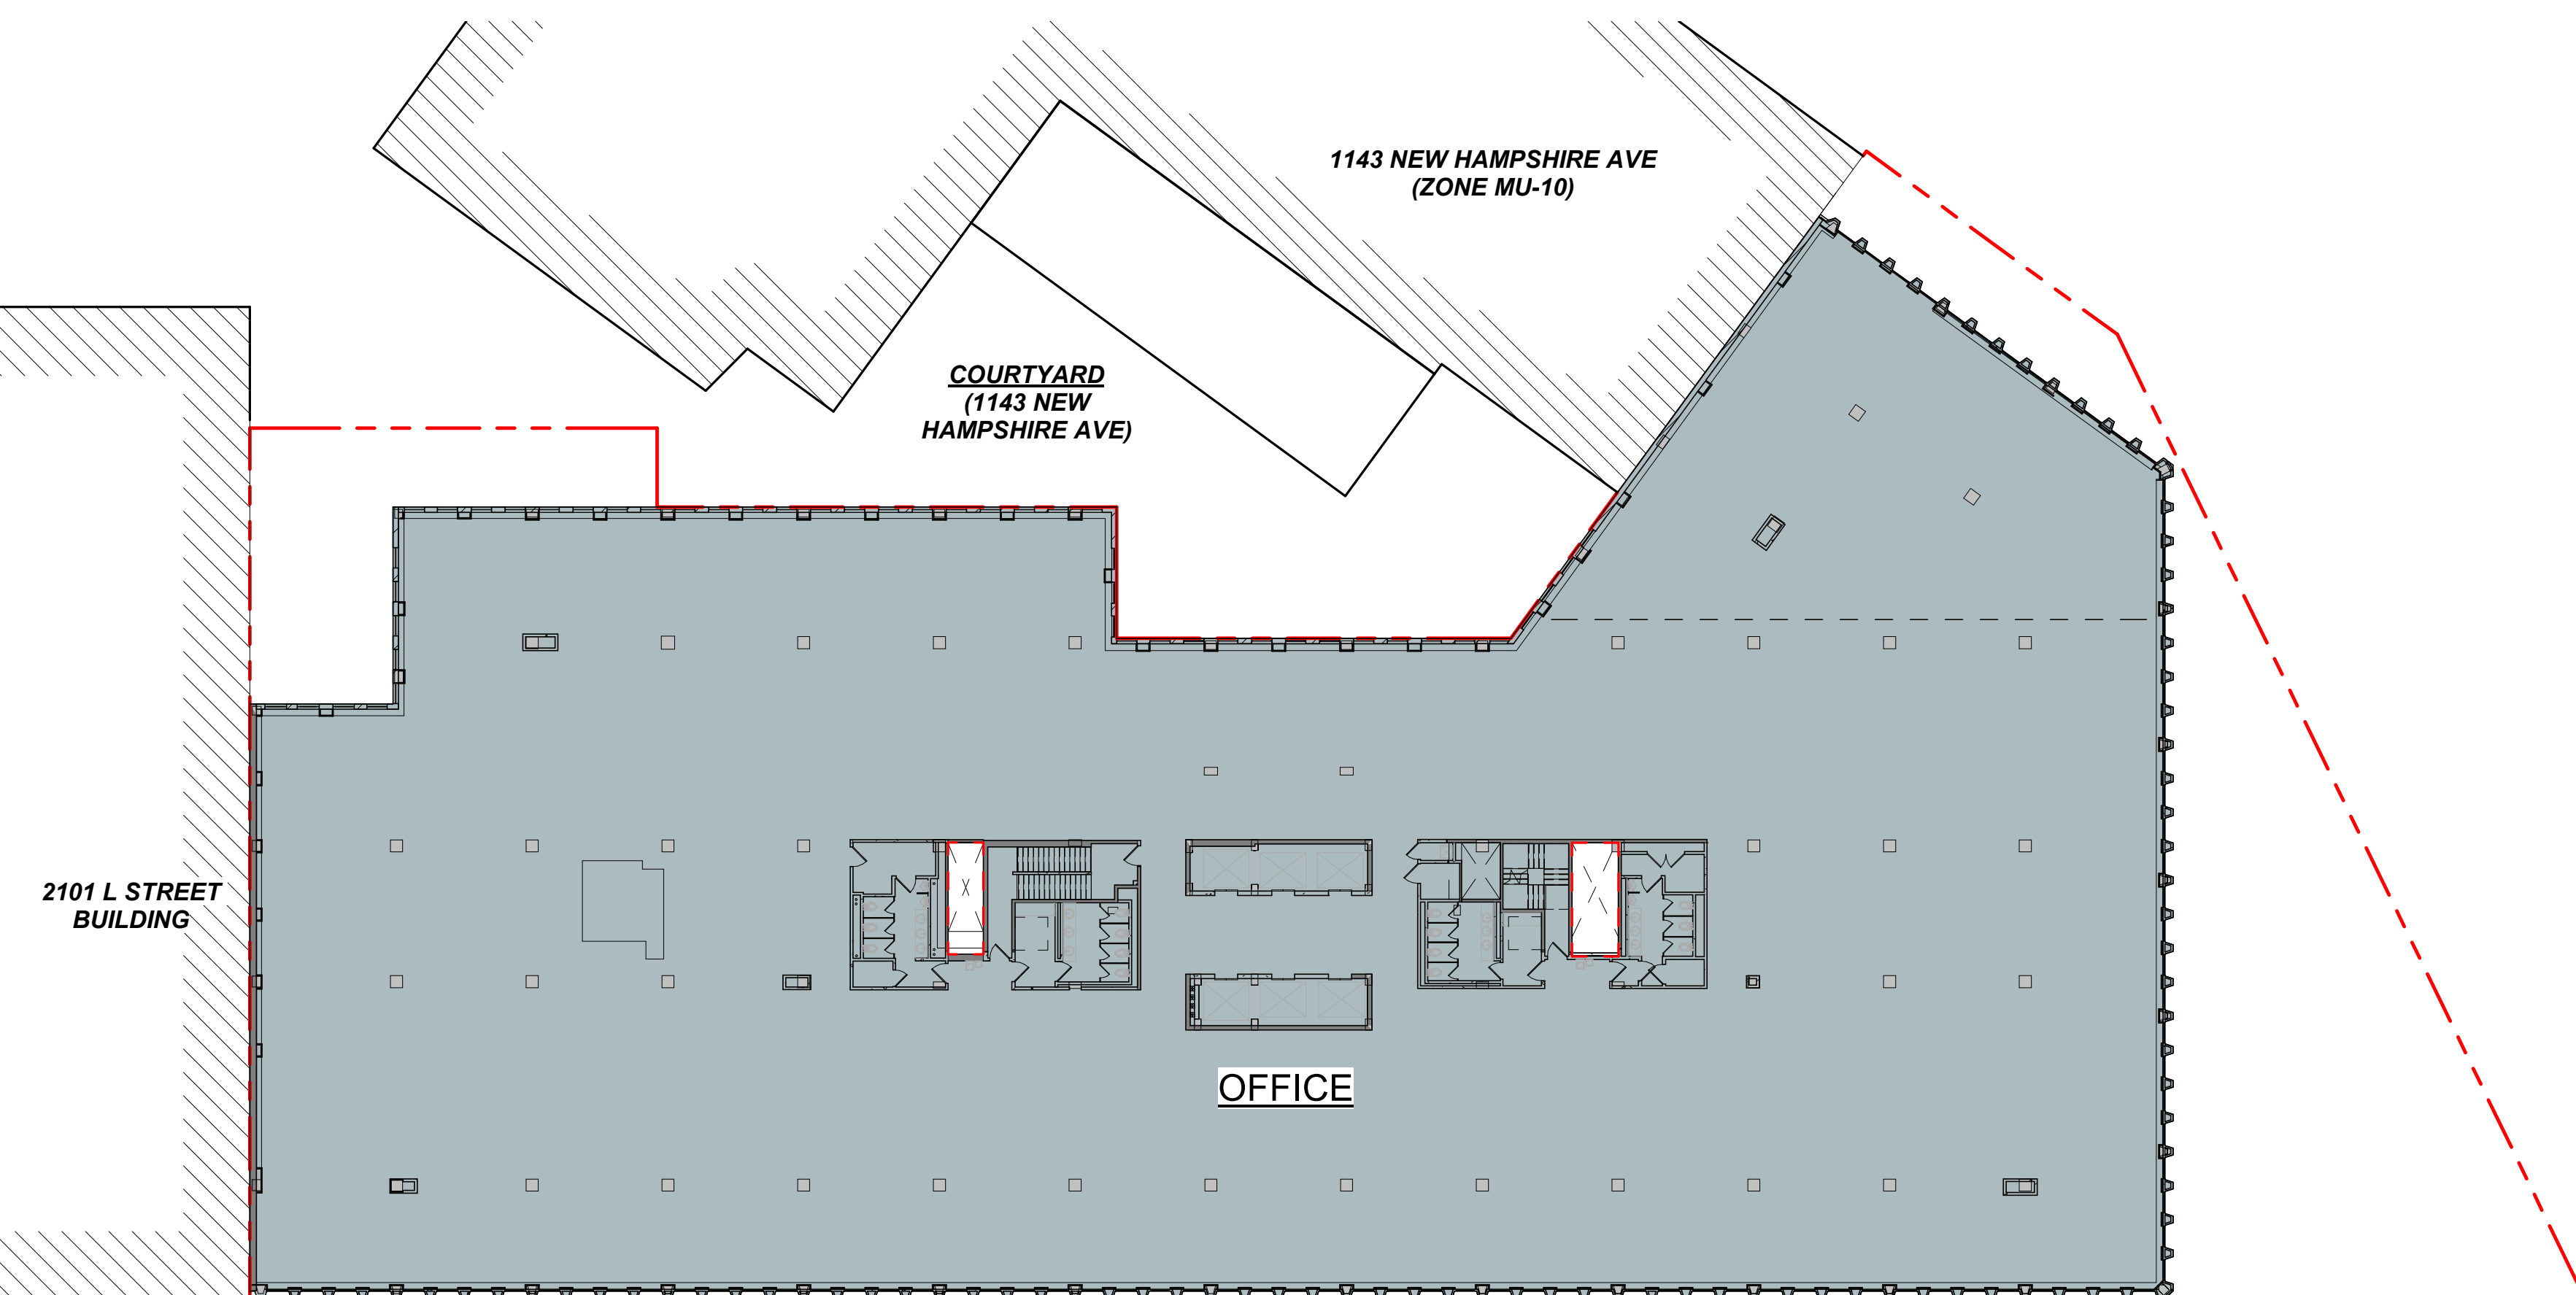 1143 NEW HAMPSHIRE AVE
(ZONE MU-10)
COURTYARD
(1143 NEW
HAMPSHIRE AVE)
2101 L STREET
BUILDING
OFFICE